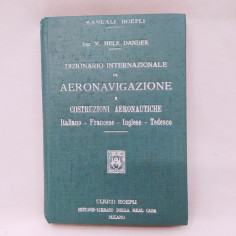 MANUALI HOEPLI
Ing. M. MELE DANDER
DIZIONARIO INTERNAZIONALE
DI
AERONAVIGAZIONE
E
COSTRUZIONI AERONAUTICHE
Italiano - Francese - Inglese - Tedesco
ULRICO HOEPLI
EDITORE-LIBRAIO DELLA REAL CASA
MILANO